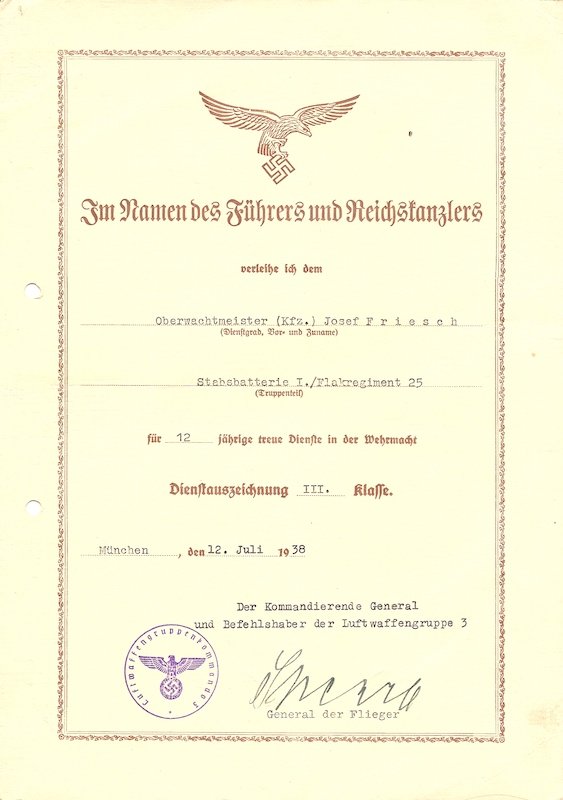 Im Namen des Führers und Reichskanzlers
verleihe ich dem
Oberwachtmeister (Kfz.) Josef F r i e s c h
(Dienstgrad, Vor- und Zuname)
Stabsbatterie I./Flakregiment 25
(Truppenteil)
für 12 jährige treue Dienste in der Wehrmacht
Dienstauszeichnung III. Klasse.
München, den 12. Juli 1938
Der Kommandierende General
und Befehlshaber der Luftwaffengruppe 3
Luftwaffengruppenkommando 3
Sperrle
General der Flieger